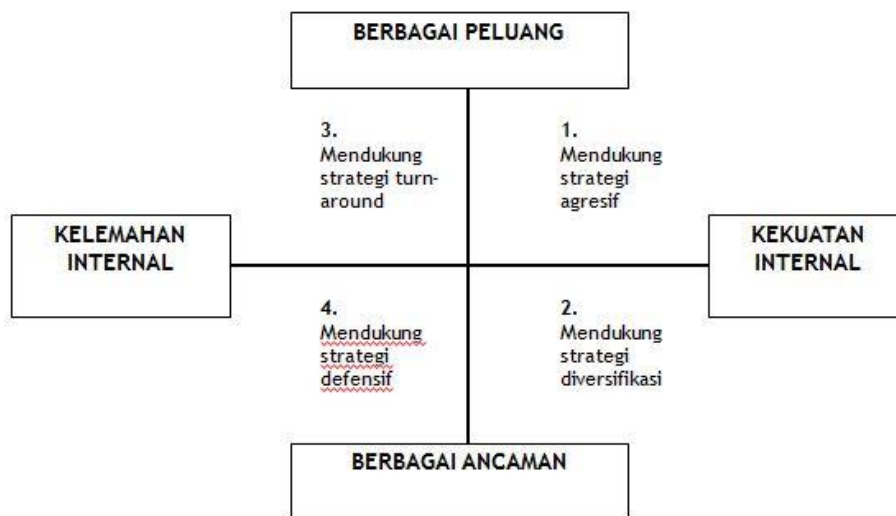 BERBAGAI PELUANG
3.
Mendukung
strategi turn-
around
1.
Mendukung
strategi
agresif
KELEMAHAN
INTERNAL
KEKUATAN
INTERNAL
4.
Mendukung
strategi
defensif
2.
Mendukung
strategi
diversifikasi
BERBAGAI ANCAMAN